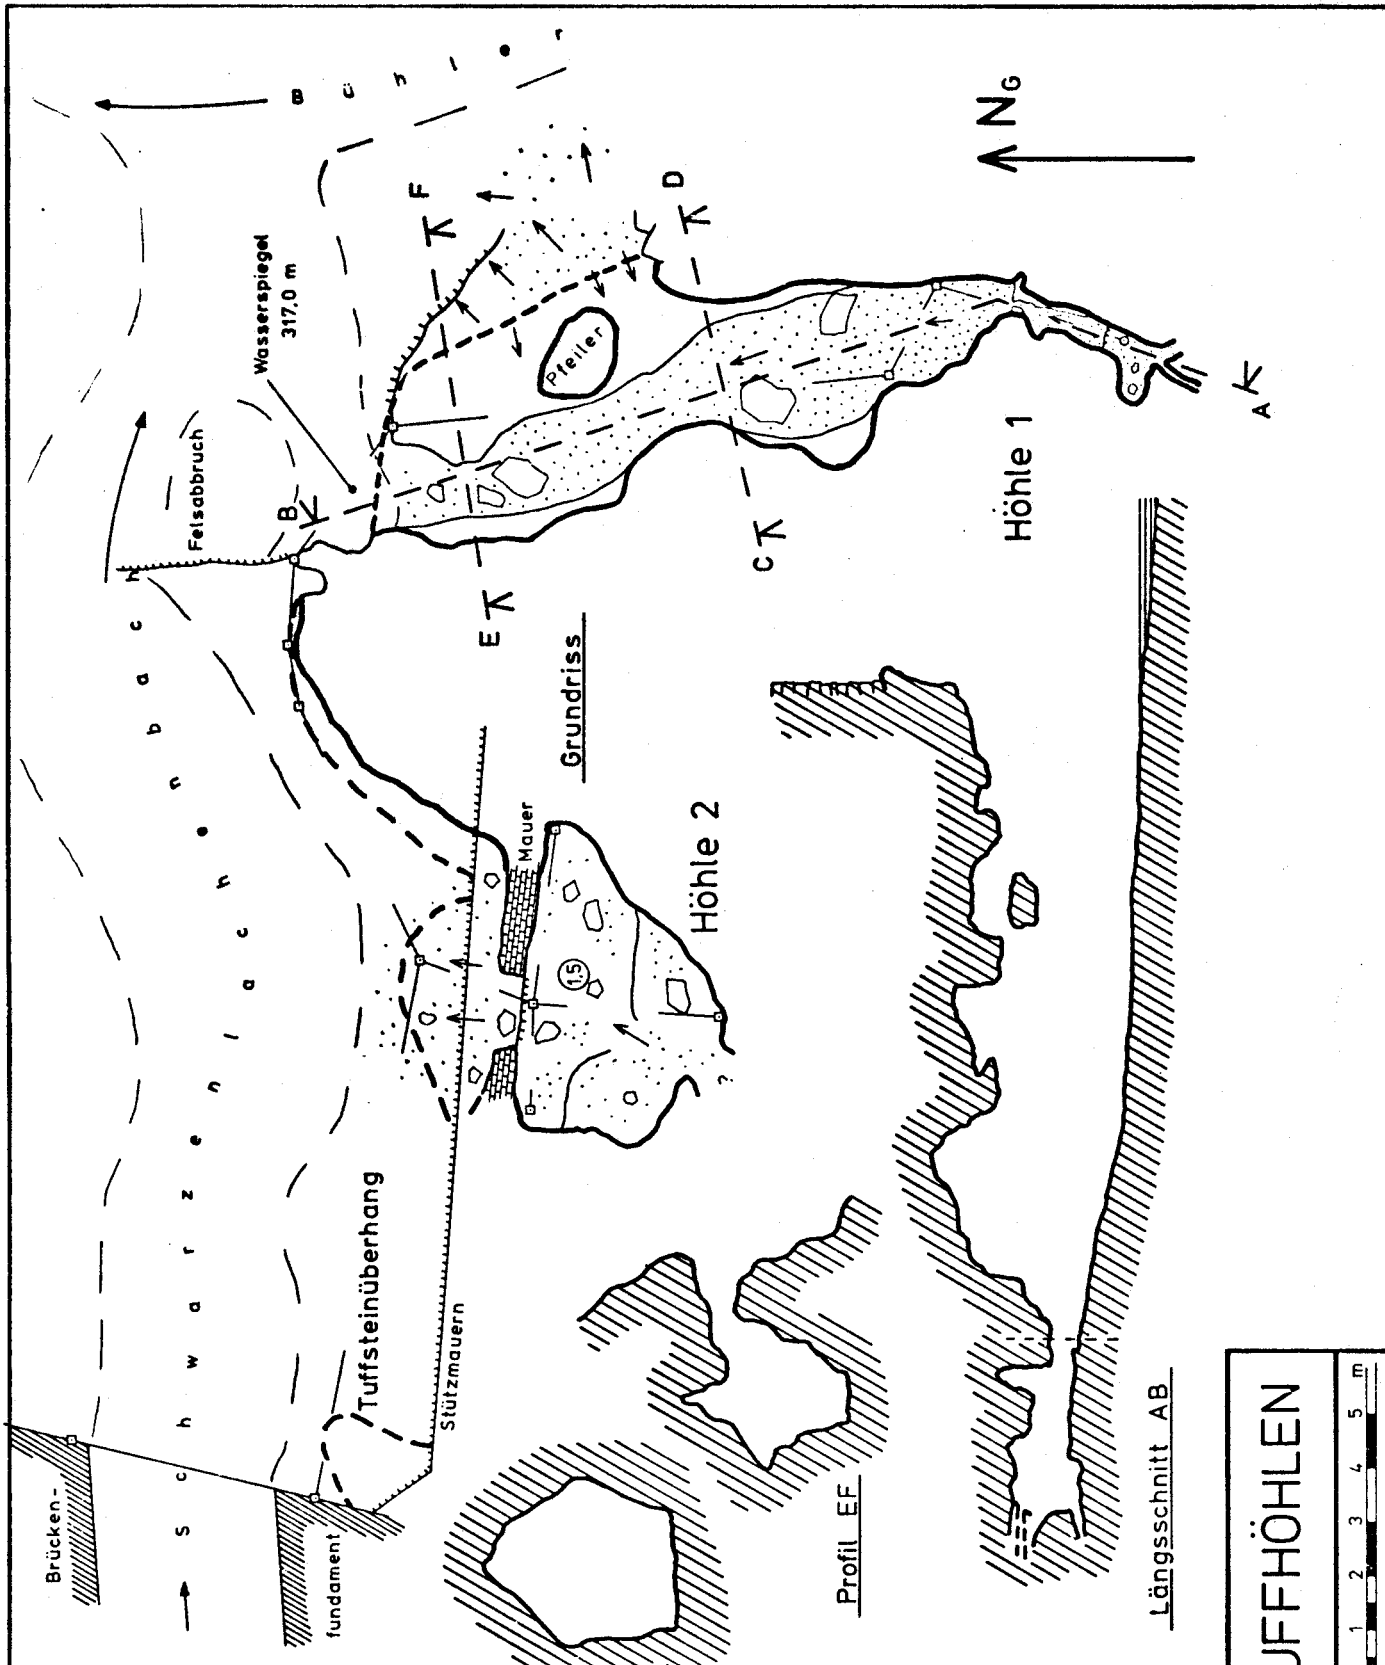 Bühler
Schwarzenlachenbach
NG
Wasserspiegel
317,0 m
Felsabbruch
F
D
B
E
C
A
Pfeiler
Höhle 1
Grundriss
Mauer
Höhle 2
1.5
?
Tuffsteinüberhang
Stützmauern
Brücken-
fundament
Profil EF
Längsschnitt AB
UFFHÖHLEN
1 2 3 4 5 m